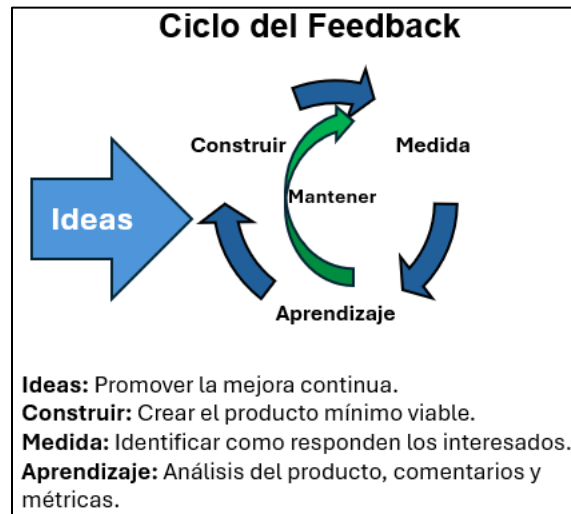 Ciclo del Feedback
Construir
Medida
Mantener
Ideas
Aprendizaje
Ideas: Promover la mejora continua.
Construir: Crear el producto mínimo viable.
Medida: Identificar como responden los interesados.
Aprendizaje: Análisis del producto, comentarios y
métricas.